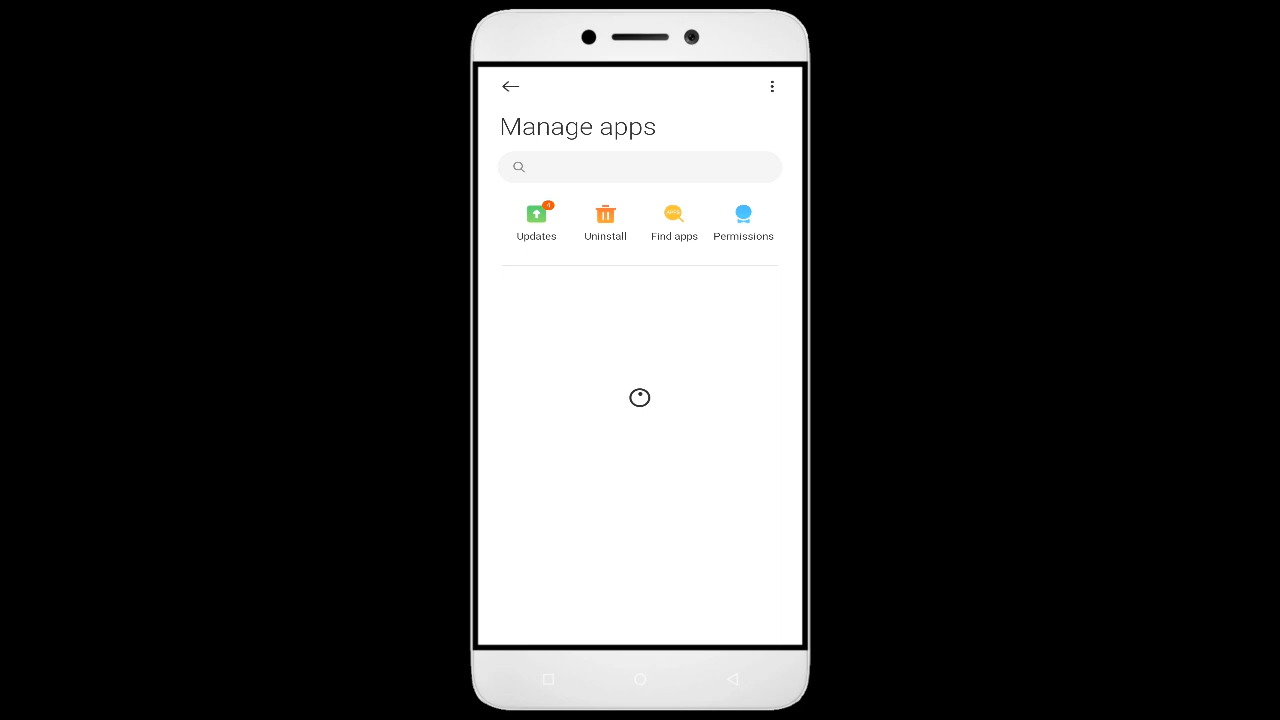 Manage apps
Updates
Uninstall
Find apps
Permissions